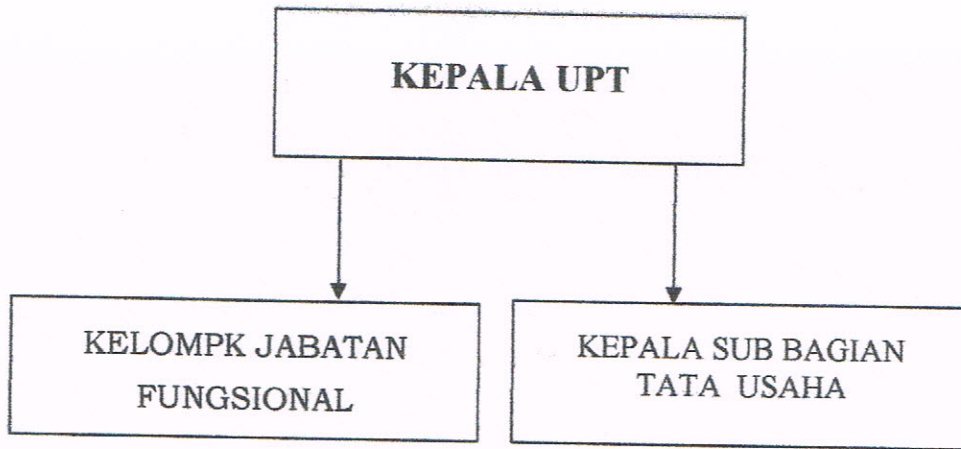 KEPALA UPT
KELOMPK JABATAN
FUNGSIONAL
KEPALA SUB BAGIAN
TATA USAHA